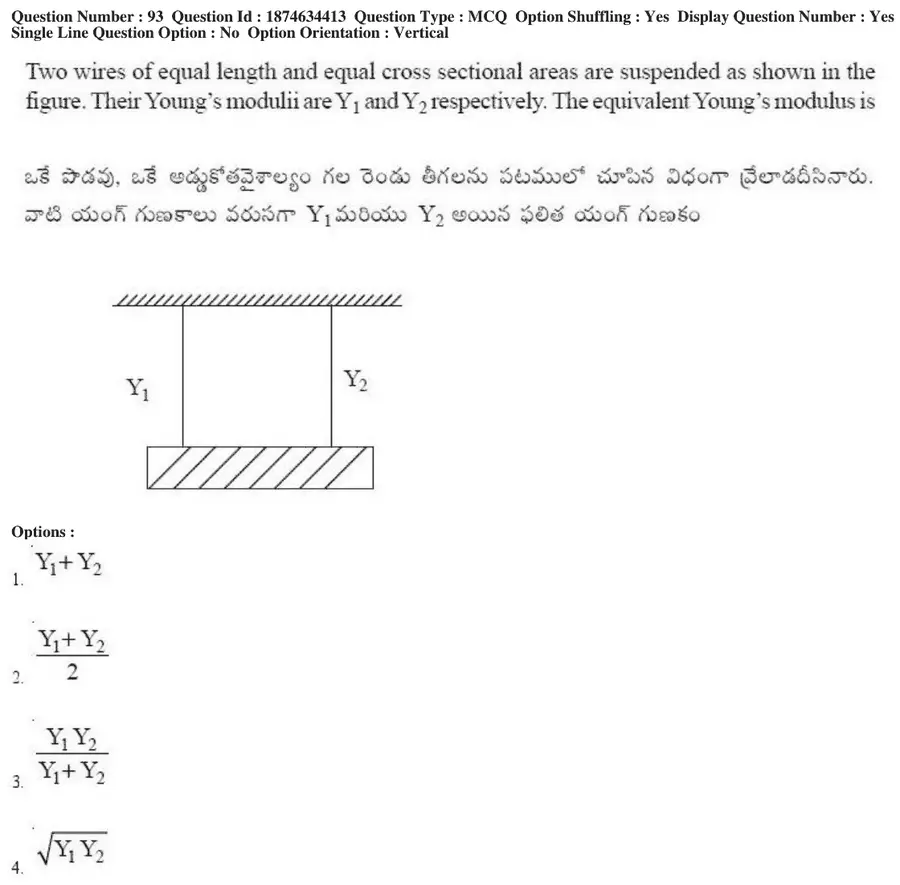 Question Number : 93 Question Id : 1874634413 Question Type : MCQ Option Shuffling : Yes Display Question Number : Yes
Single Line Question Option : No Option Orientation : Vertical
Two wires of equal length and equal cross sectional areas are suspended as shown in the
figure. Their Young's modulii are Y₁ and Y₂ respectively. The equivalent Young's modulus is
ఒకే పొడవు, ఒకే అడ్డుకోతవైశాల్యం గల రెండు తీగలను పటములో చూపిన విధంగా వ్రేలాడదీసినారు.
వాటి యంగ్ గుణకాలు వరుసగా Y₁ మరియు Y₂ అయిన ఫలిత యంగ్ గుణకం
Y₁
Y₂
Options :
1. Y₁+ Y₂
2. (Y₁+ Y₂)/2
3. (Y₁ Y₂)/(Y₁+ Y₂)
4. √(Y₁ Y₂)